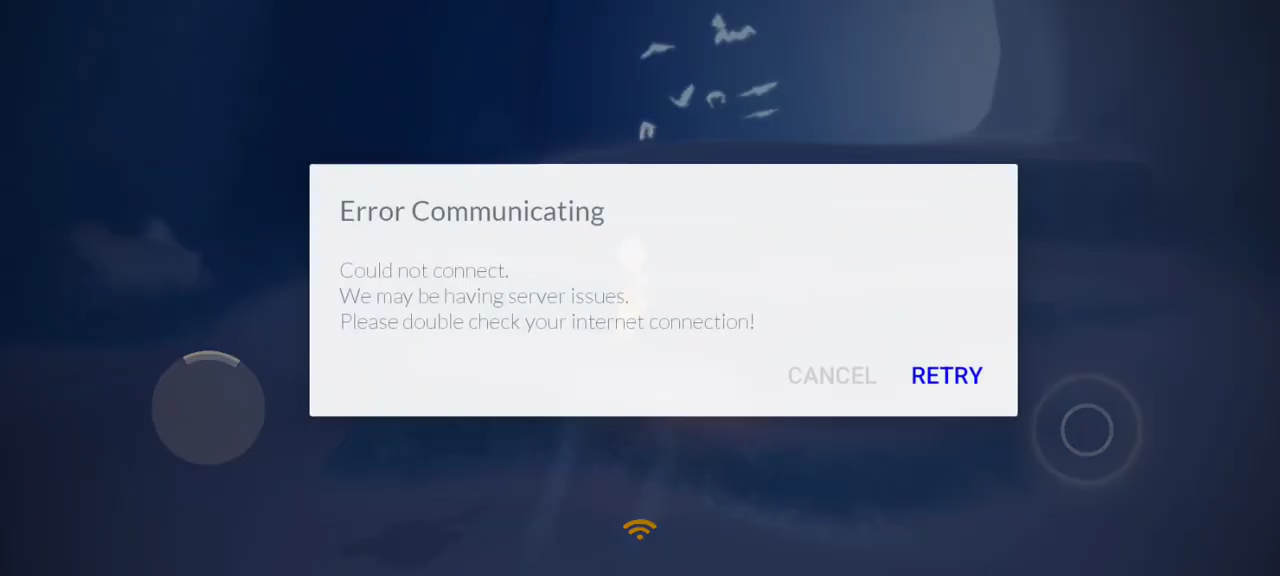 Error Communicating
Could not connect.
We may be having server issues.
Please double check your internet connection!
CANCEL RETRY